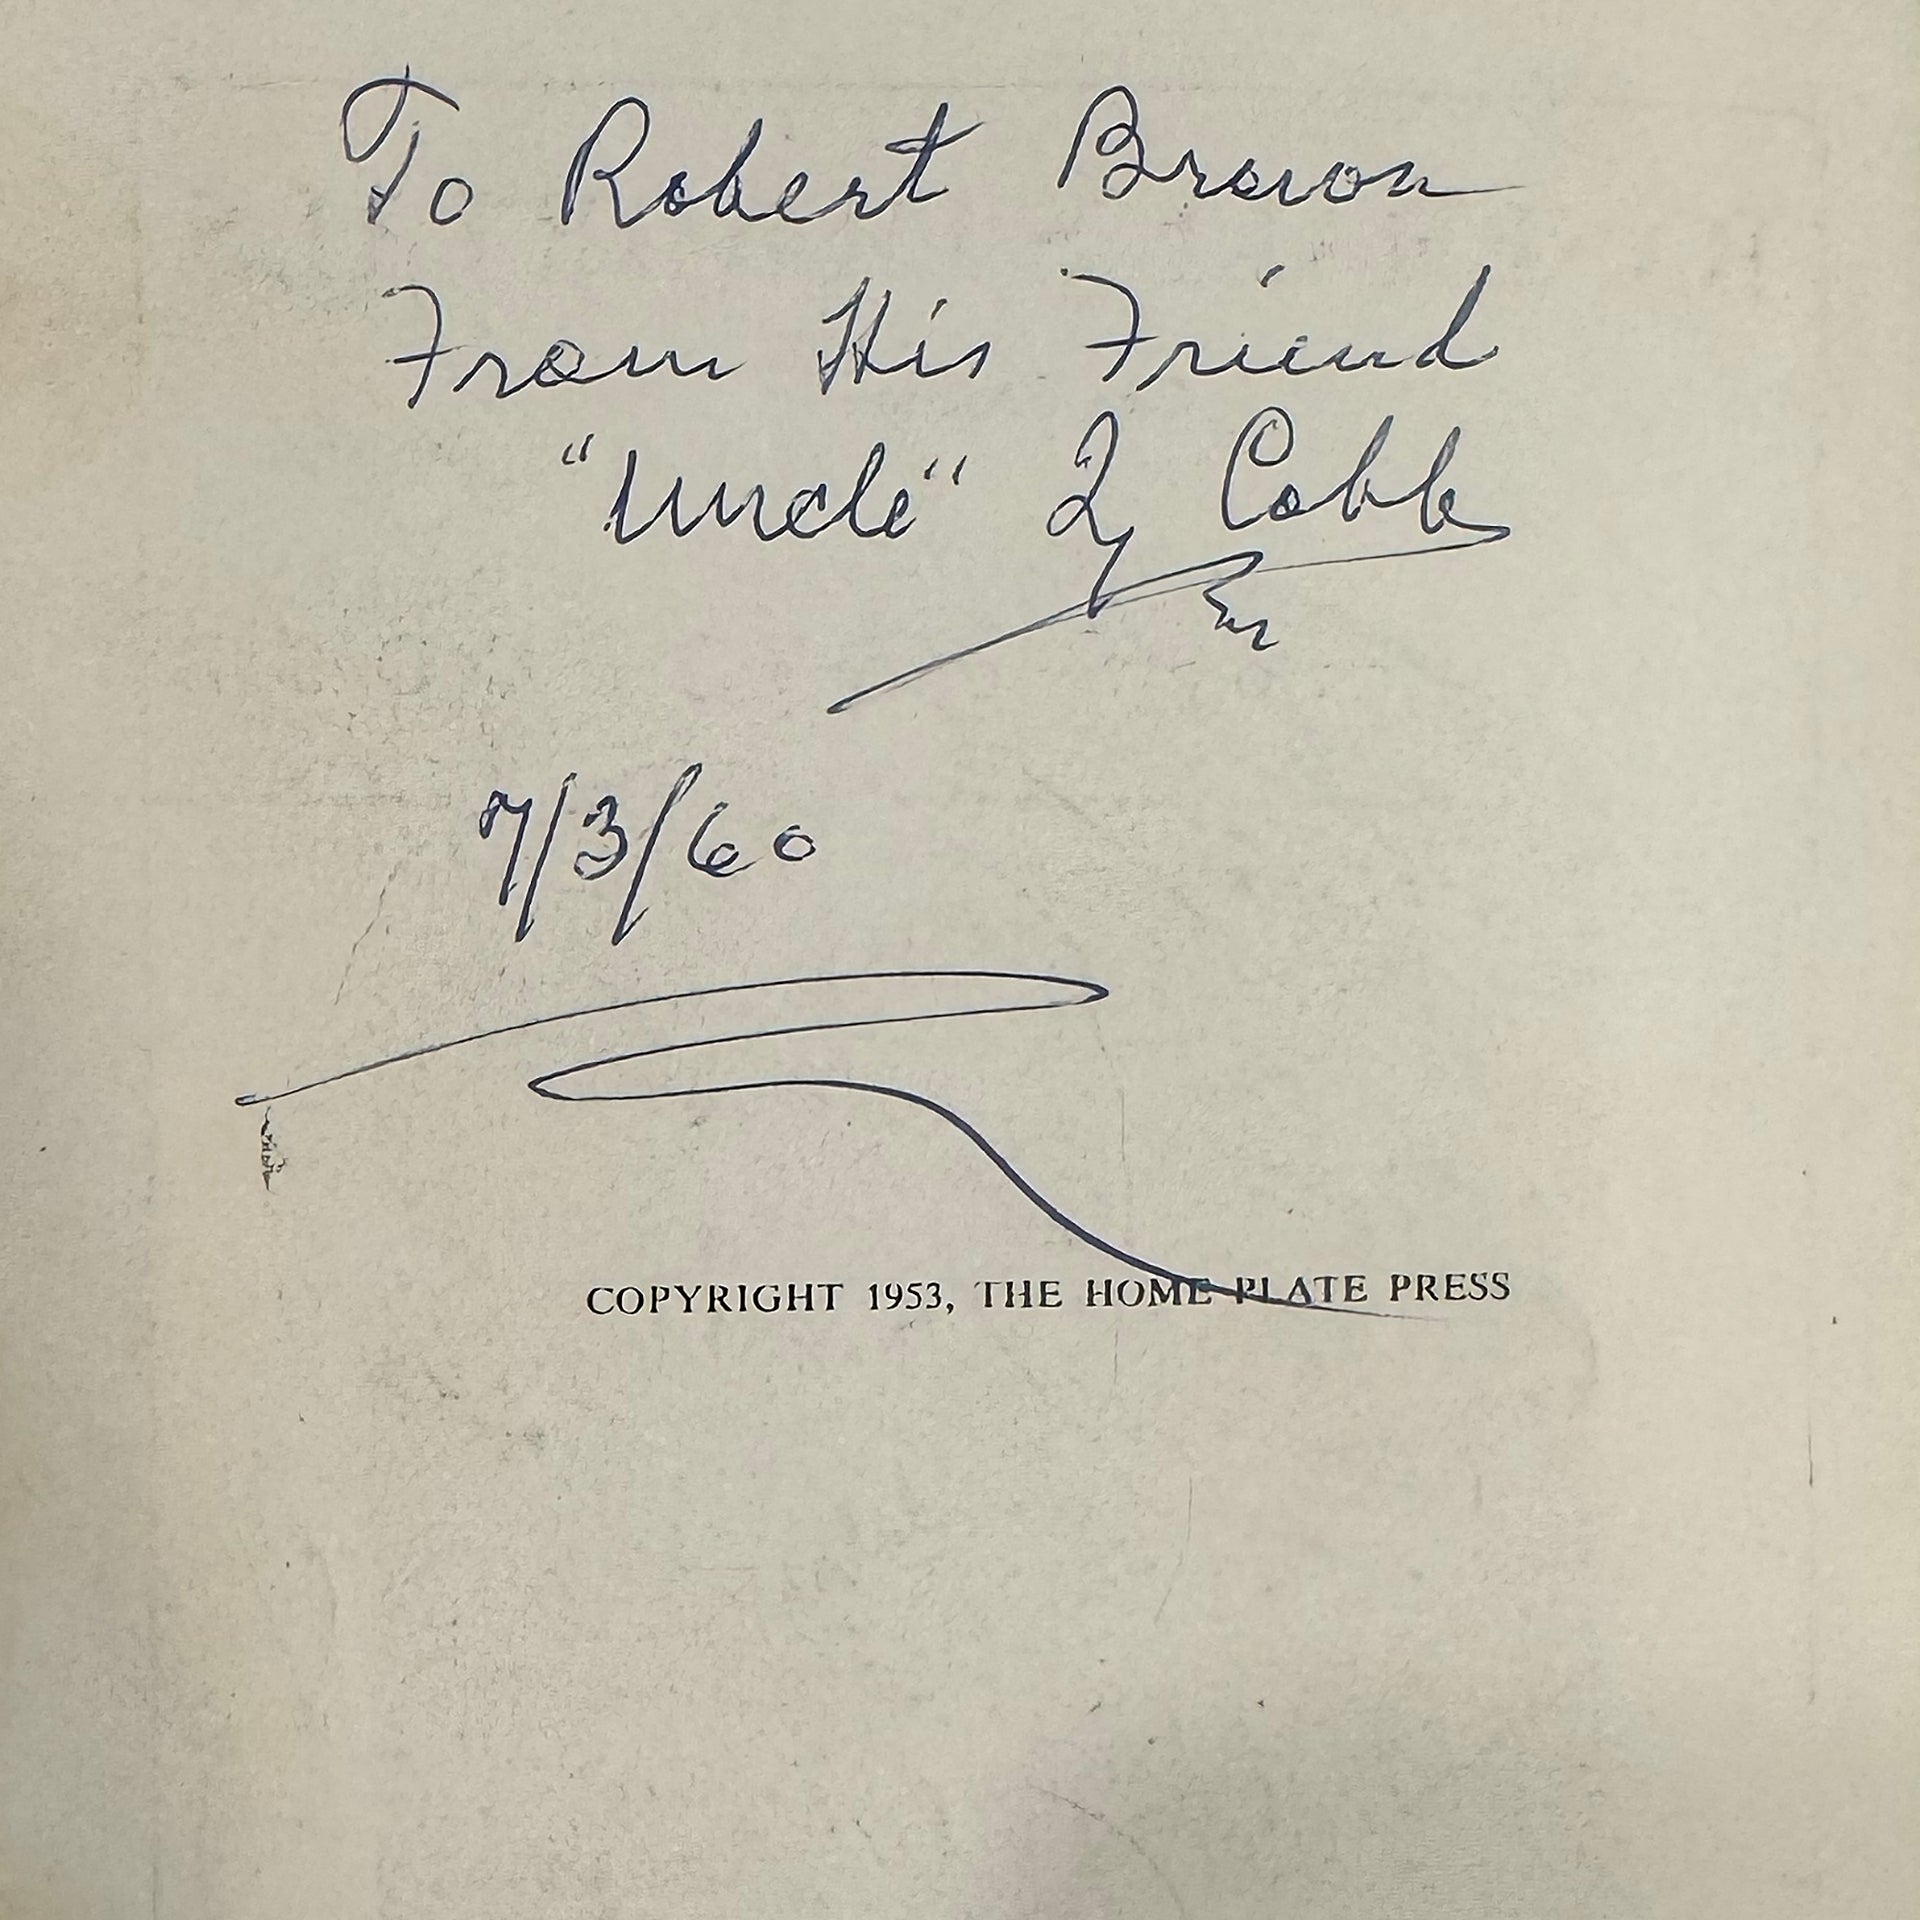 To Robert Brown
From His Friend
"Uncle" Ty Cobb
7/3/60
COPYRIGHT 1953, THE HOME PLATE PRESS